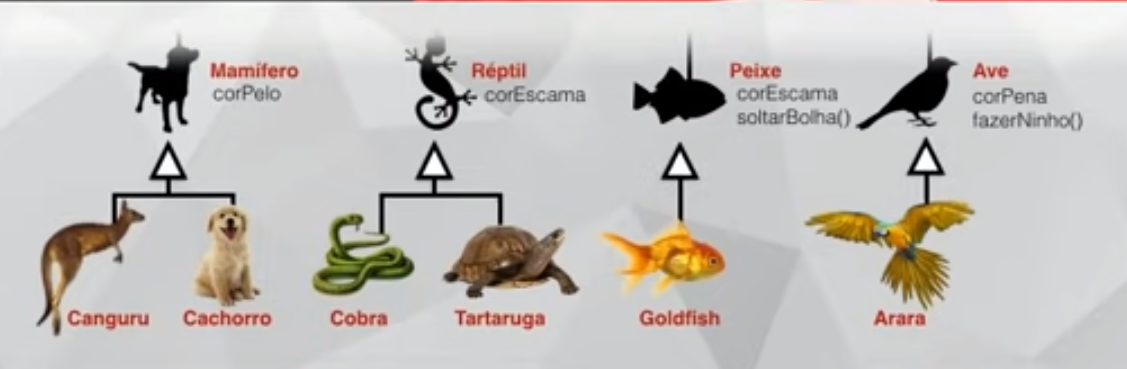 Mamífero
corPelo
Réptil
corEscama
Peixe
corEscama
soltarBolha()
Ave
corPena
fazerNinho()
Canguru
Cachorro
Cobra
Tartaruga
Goldfish
Arara